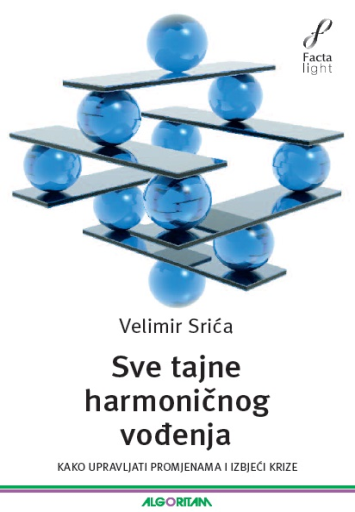 Facta
light
Velimir Srića
Sve tajne
harmoničnog
vođenja
KAKO UPRAVLJATI PROMJENAMA I IZBJEĆI KRIZE
ALGORITAM